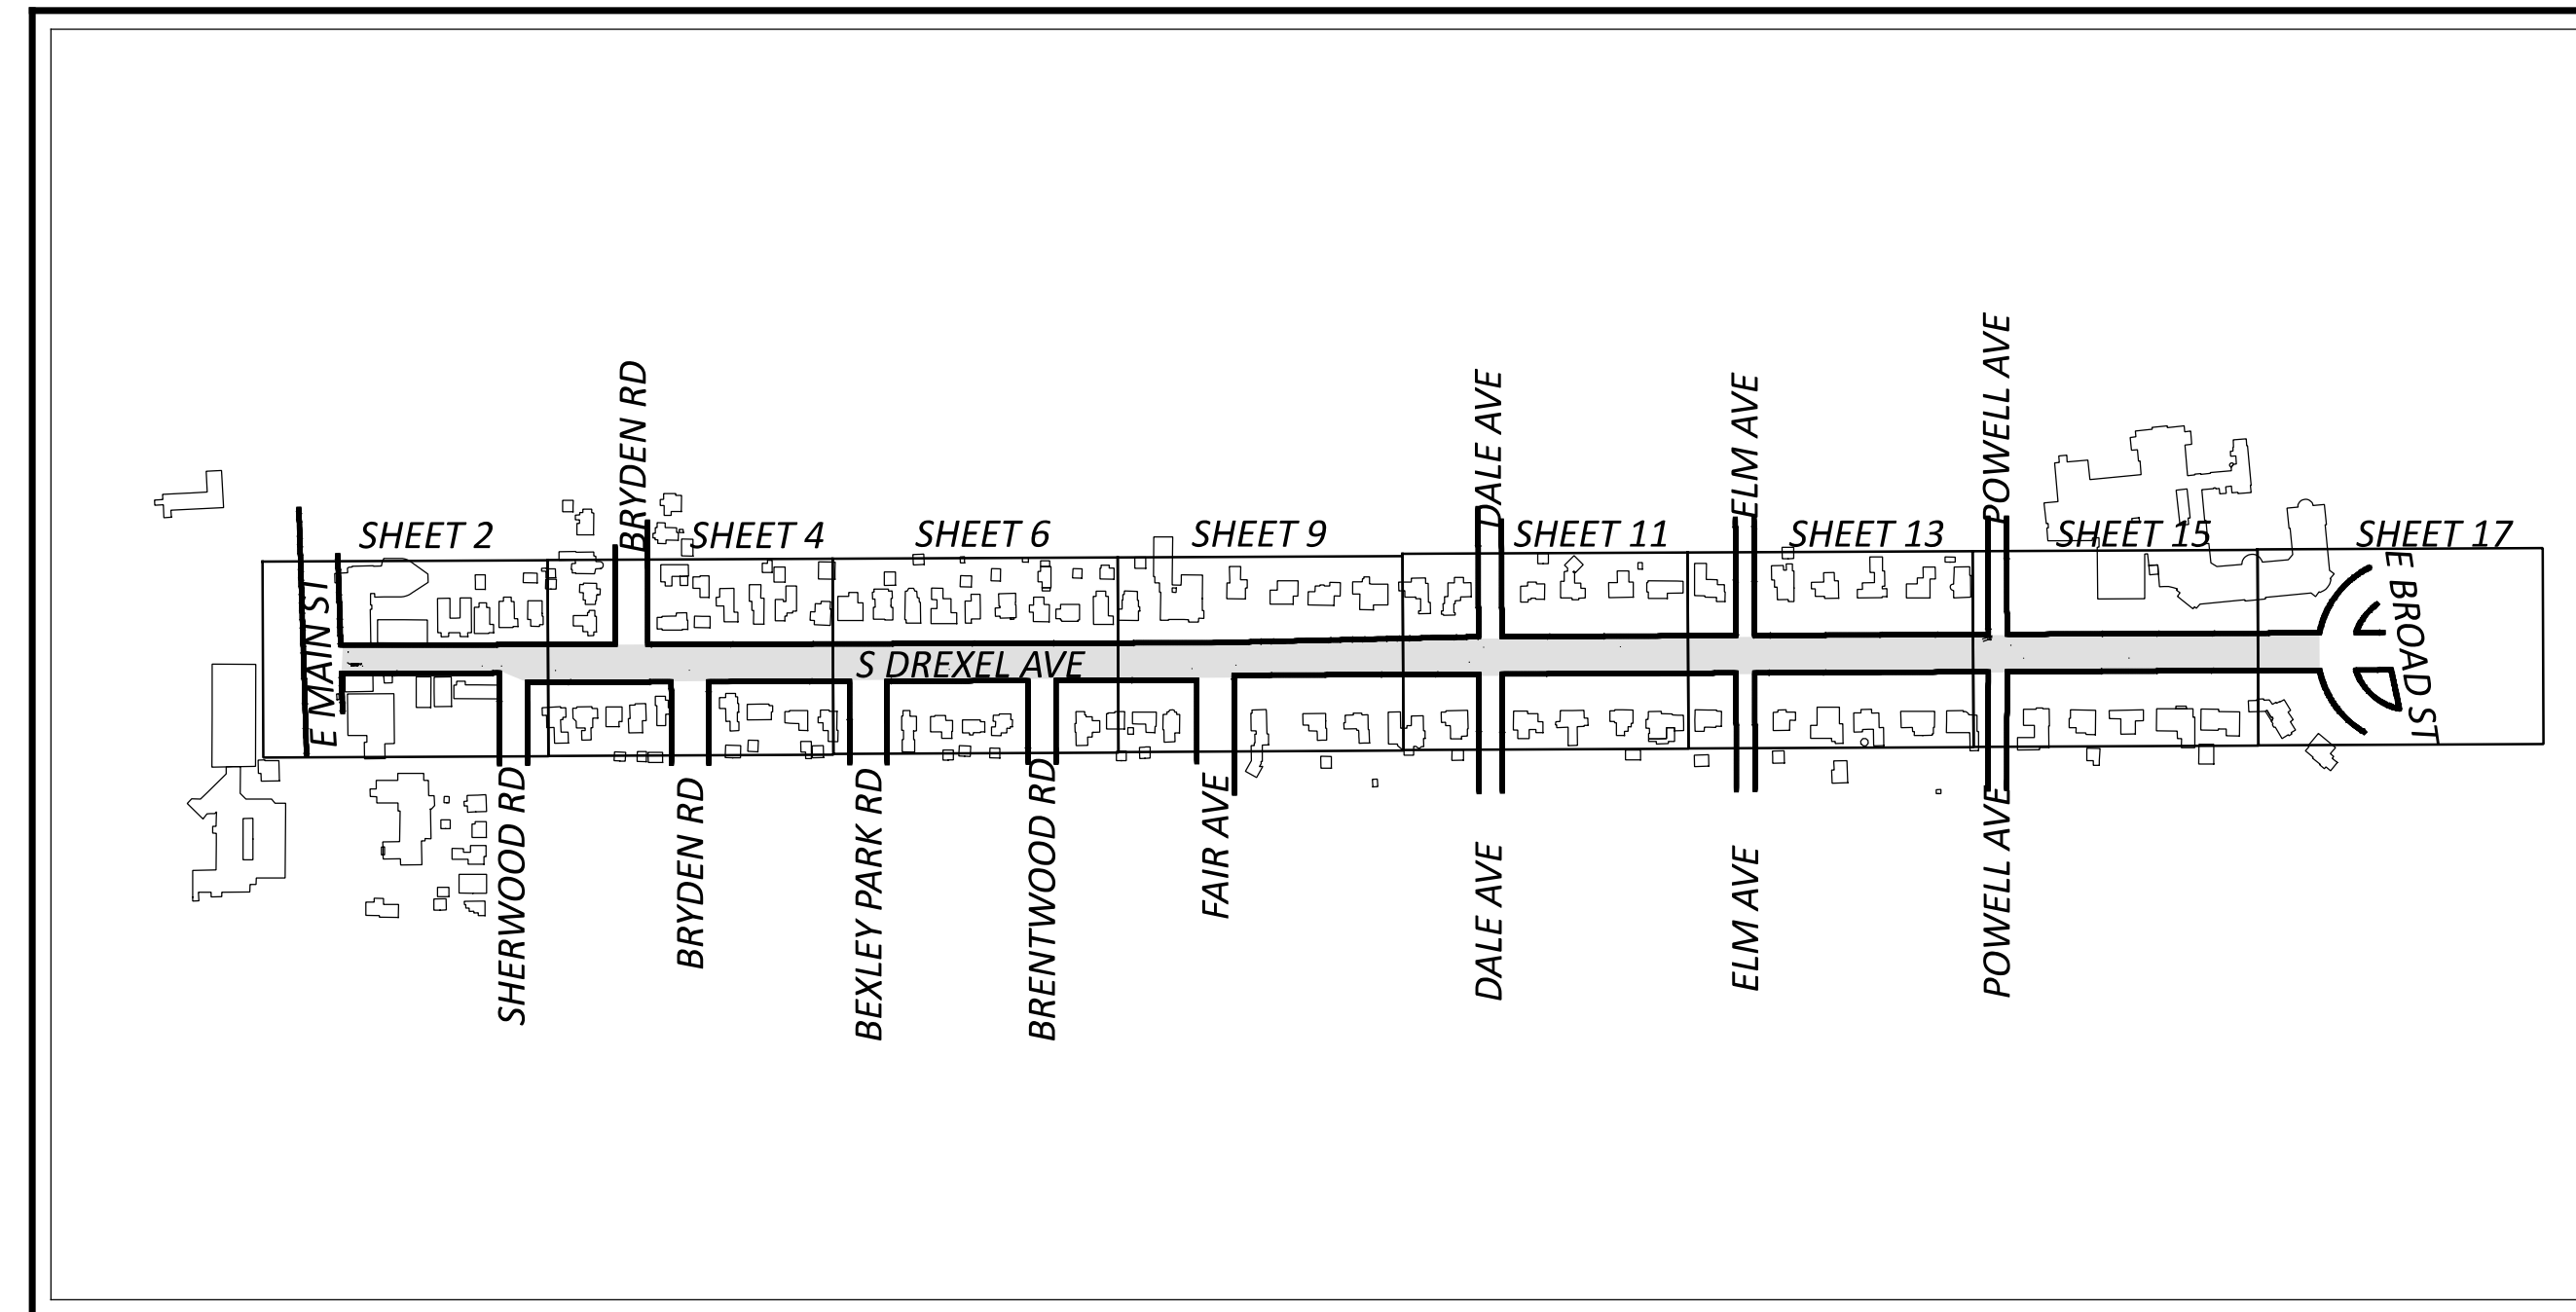 BRYDEN RD
DALE AVE
ELM AVE
POWELL AVE
SHEET 2
SHEET 4
SHEET 6
SHEET 9
SHEET 11
SHEET 13
SHEET 15
SHEET 17
E MAIN ST
S DREXEL AVE
E BROAD ST
SHERWOOD RD
BRYDEN RD
BEXLEY PARK RD
BRENTWOOD RD
FAIR AVE
DALE AVE
ELM AVE
POWELL AVE